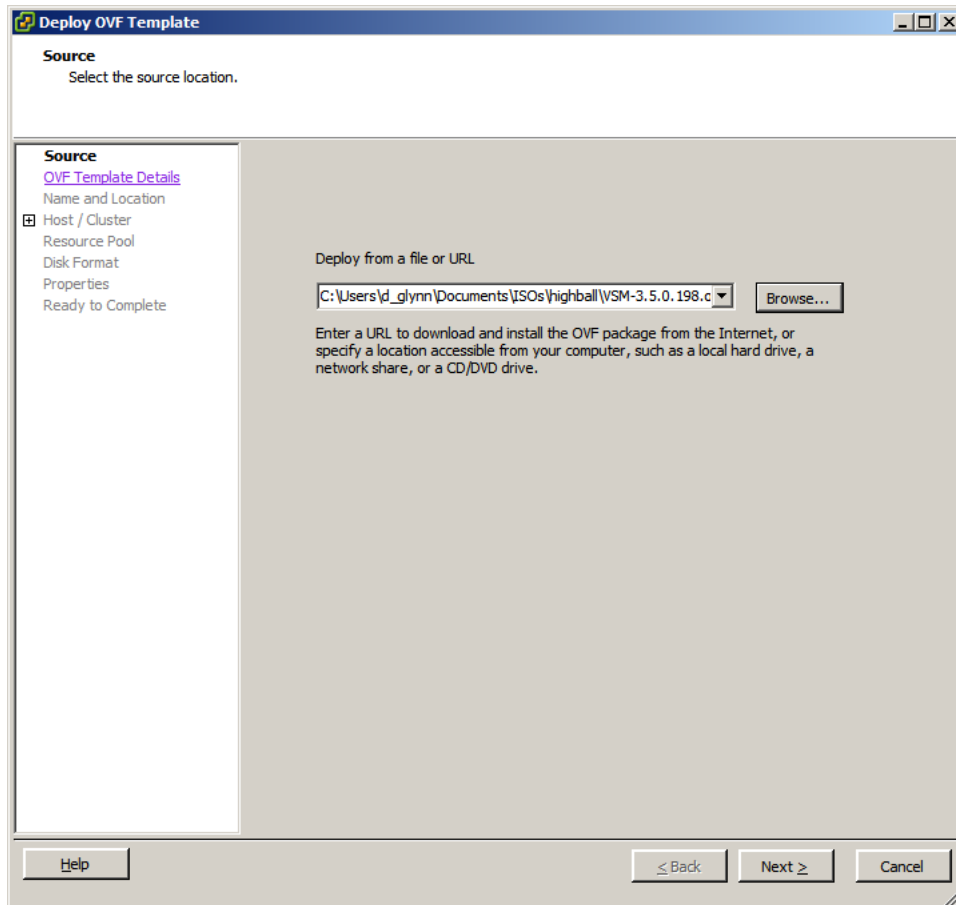 Deploy OVF Template
Source
Select the source location.
Source
OVF Template Details
Name and Location
Host / Cluster
Resource Pool
Disk Format
Properties
Ready to Complete
Deploy from a file or URL
C:\Users\d_glynn\Documents\ISOs\highball\VSM-3.5.0.198.o
Browse...
Enter a URL to download and install the OVF package from the Internet, or
specify a location accessible from your computer, such as a local hard drive, a
network share, or a CD/DVD drive.
Help
< Back
Next >
Cancel